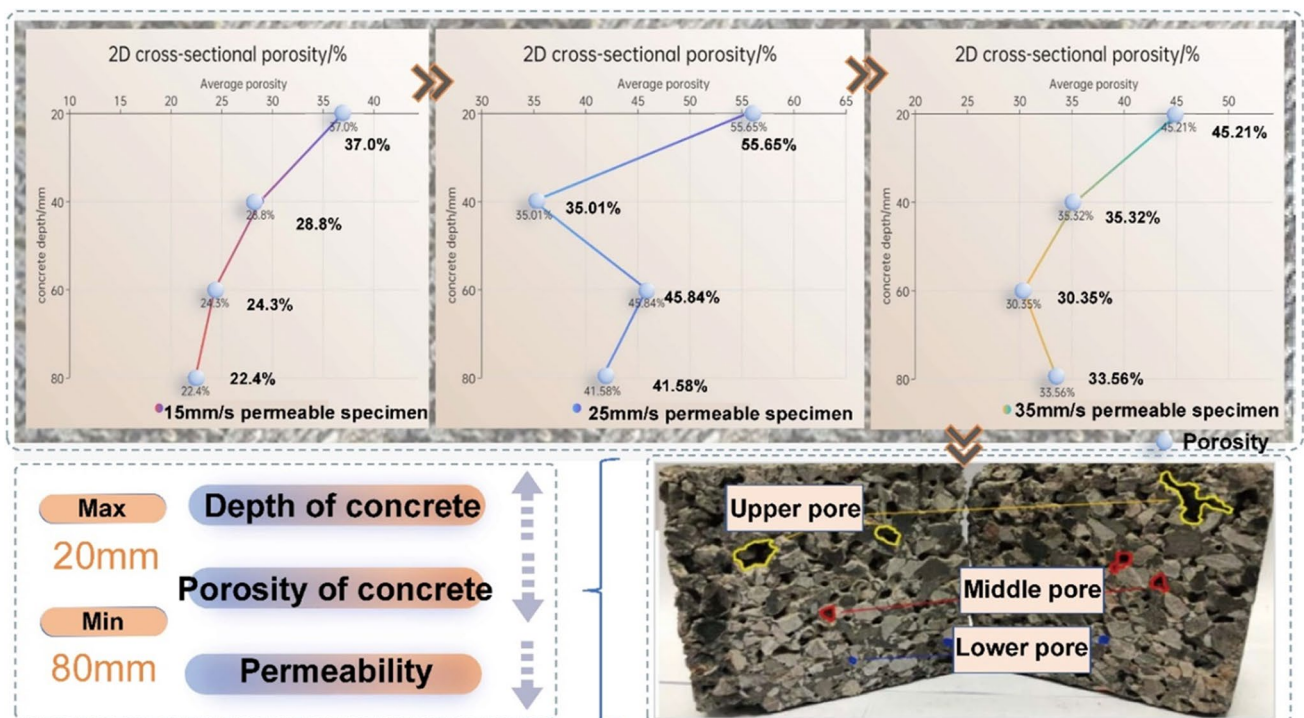 2D cross-sectional porosity/%
Average porosity
10 15 20 25 30 35 40
20
40
60
80
concrete depth/mm
37.0%
37.0%
28.8%
28.8%
24.3%
24.3%
22.4%
22.4%
15mm/s permeable specimen
2D cross-sectional porosity/%
Average porosity
30 35 40 45 50 55 60 65
20
40
60
80
concrete depth/mm
55.65%
55.65%
35.01%
35.01%
45.84%
45.84%
41.58%
41.58%
25mm/s permeable specimen
2D cross-sectional porosity/%
Average porosity
20 30 35 40 45 50
20
40
60
80
concrete depth/mm
45.21%
45.21%
35.32%
35.32%
30.35%
30.35%
33.56%
33.56%
35mm/s permeable specimen
Porosity
Max
20mm
Min
80mm
Depth of concrete
Porosity of concrete
Permeability
Upper pore
Middle pore
Lower pore